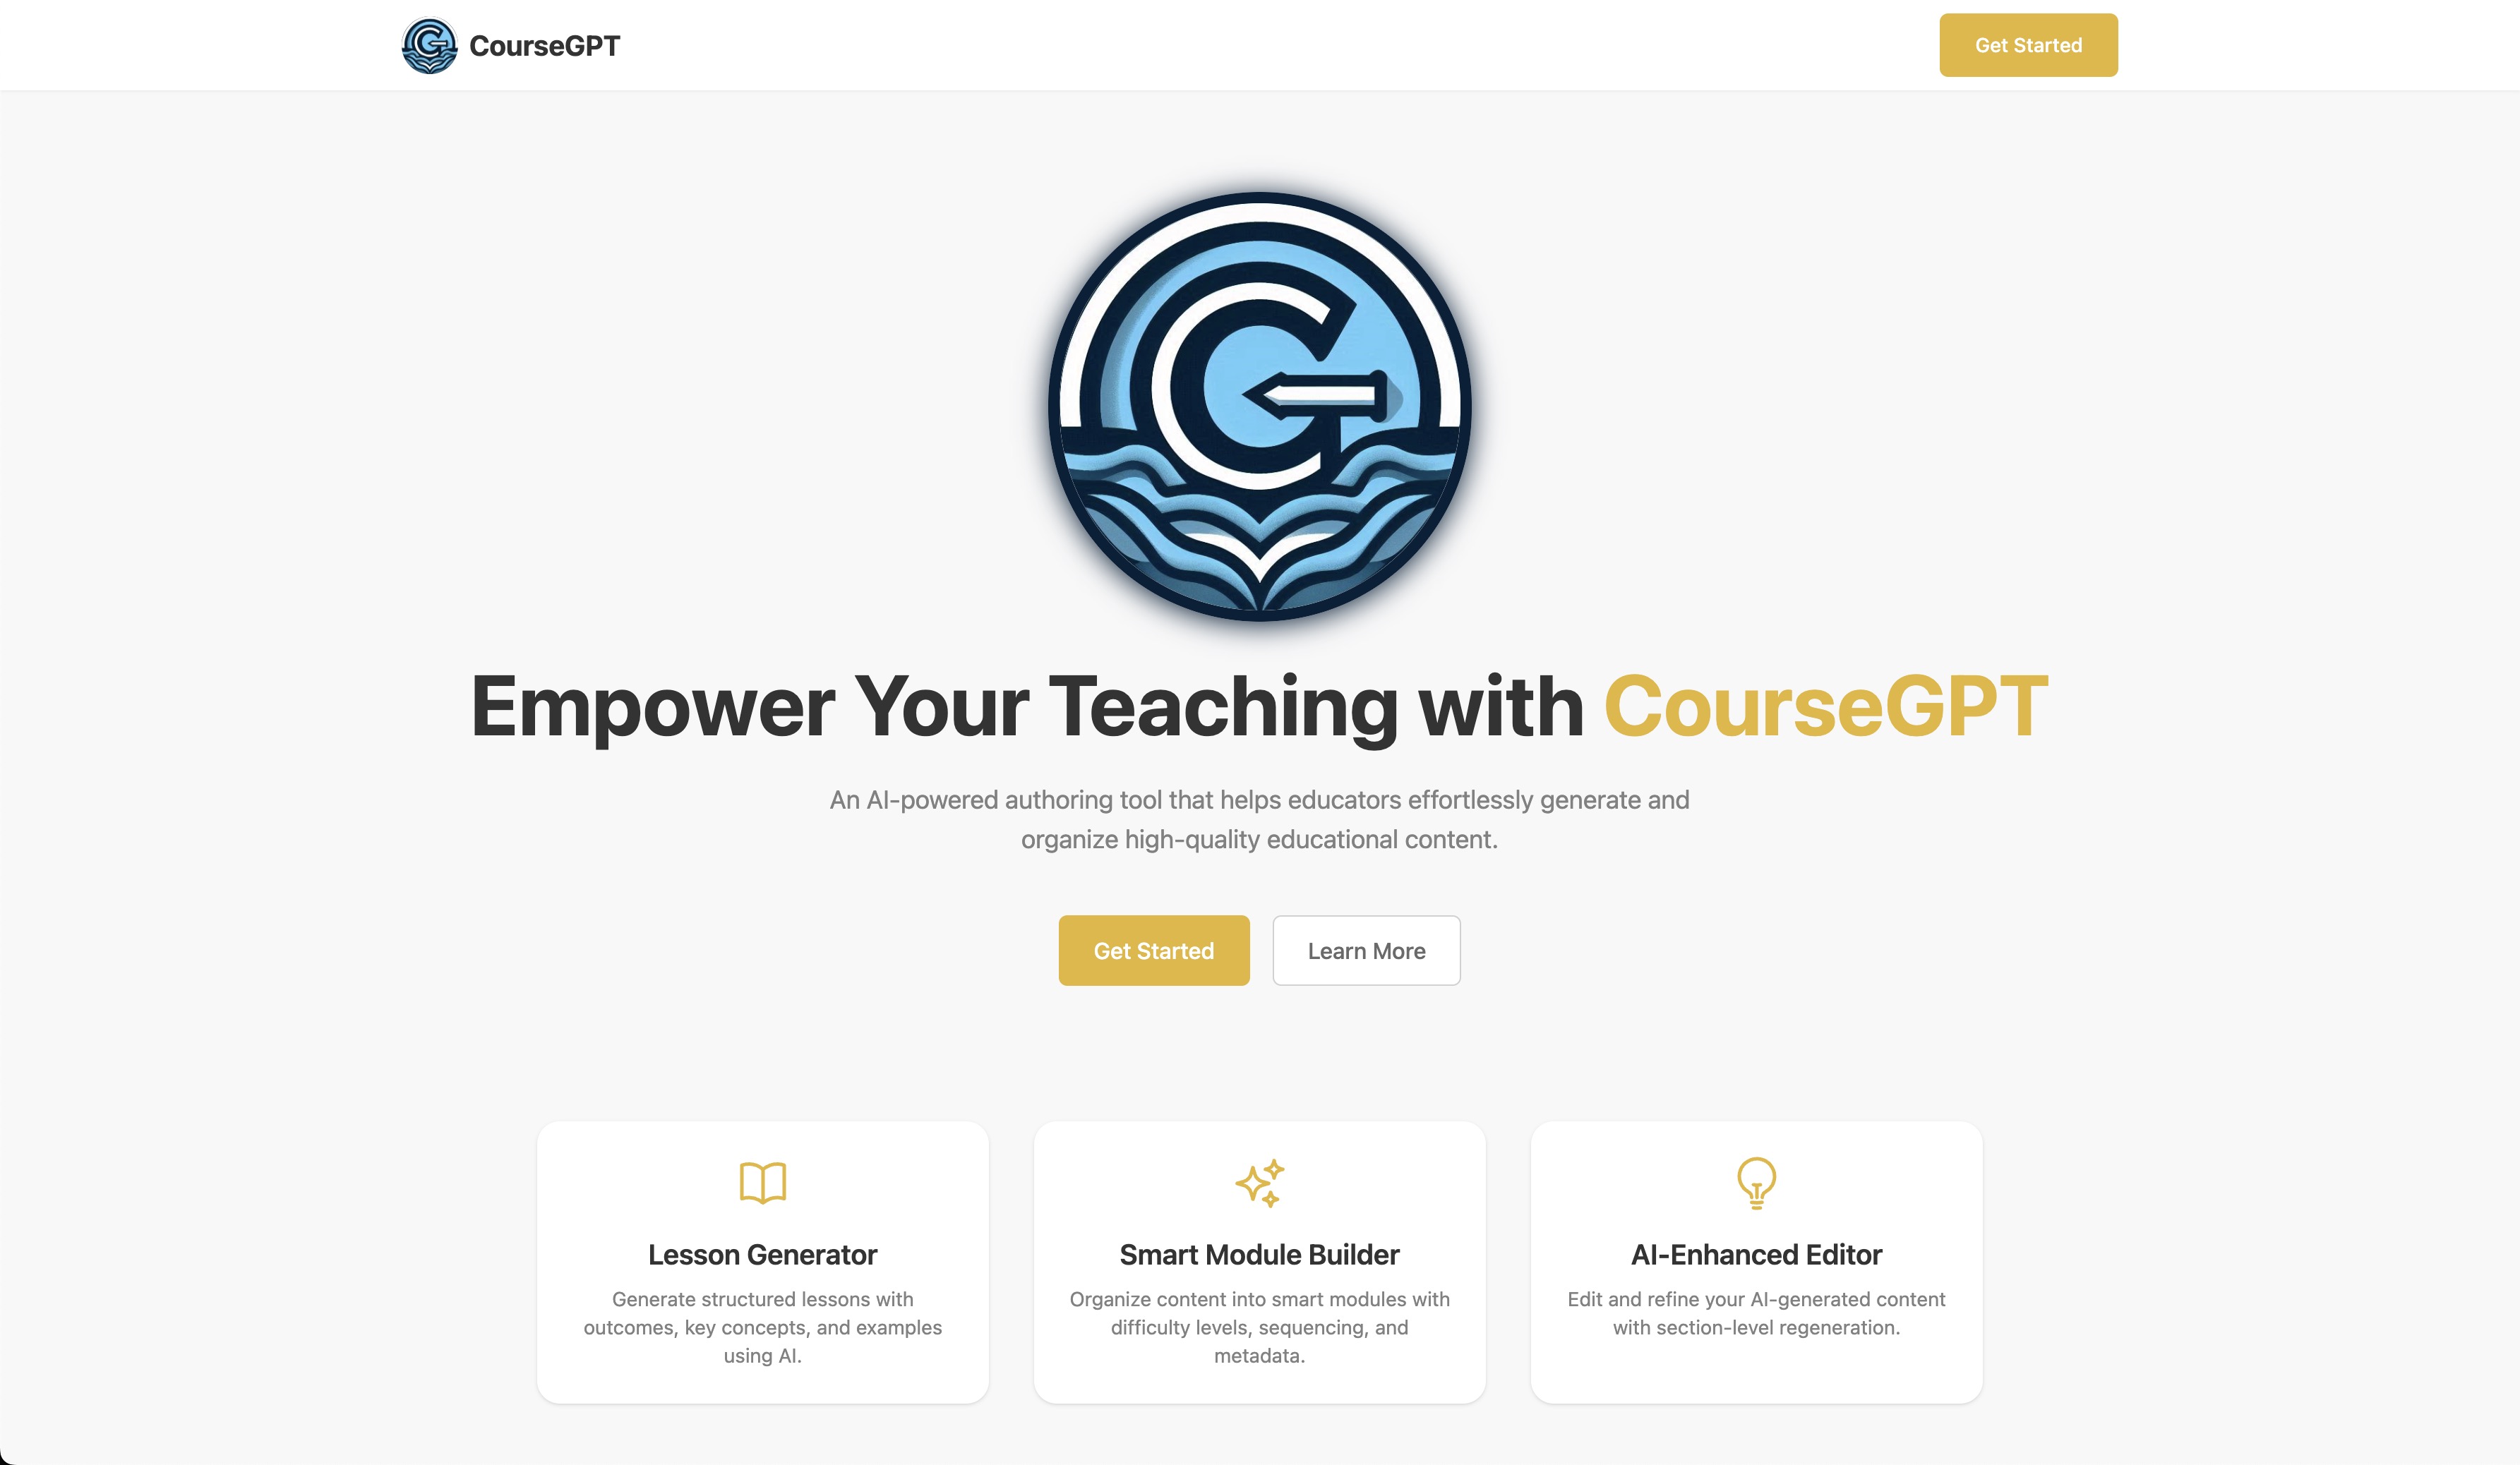 CourseGPT
Get Started
Empower Your Teaching with CourseGPT
An AI-powered authoring tool that helps educators effortlessly generate and
organize high-quality educational content.
Get Started
Learn More
Lesson Generator
Generate structured lessons with
outcomes, key concepts, and examples
using AI.
Smart Module Builder
Organize content into smart modules with
difficulty levels, sequencing, and
metadata.
AI-Enhanced Editor
Edit and refine your AI-generated content
with section-level regeneration.